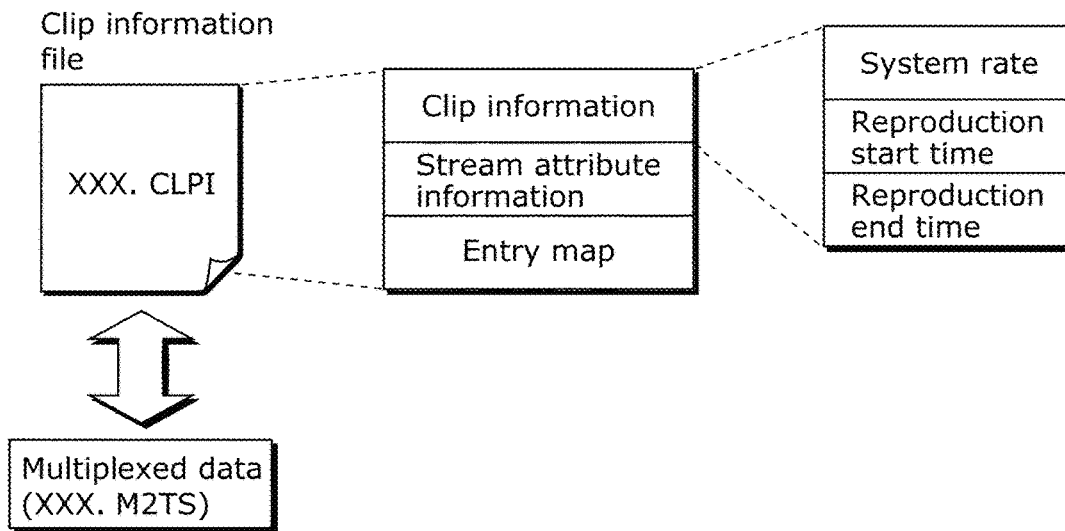 Clip information
file
XXX. CLPI
Clip information
Stream attribute
information
Entry map
System rate
Reproduction
start time
Reproduction
end time
Multiplexed data
(XXX. M2TS)